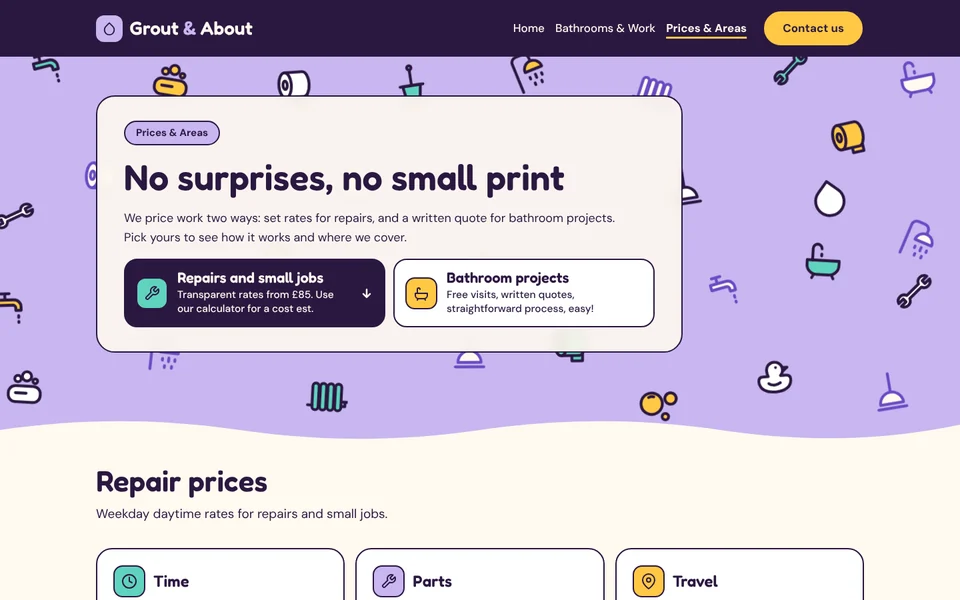 Grout & About
Home
Bathrooms & Work
Prices & Areas
Contact us
Prices & Areas
No surprises, no small print
We price work two ways: set rates for repairs, and a written quote for bathroom projects.
Pick yours to see how it works and where we cover.
Repairs and small jobs
Transparent rates from £85. Use
our calculator for a cost est.
Bathroom projects
Free visits, written quotes,
straightforward process, easy!
Repair prices
Weekday daytime rates for repairs and small jobs.
Time
Parts
Travel